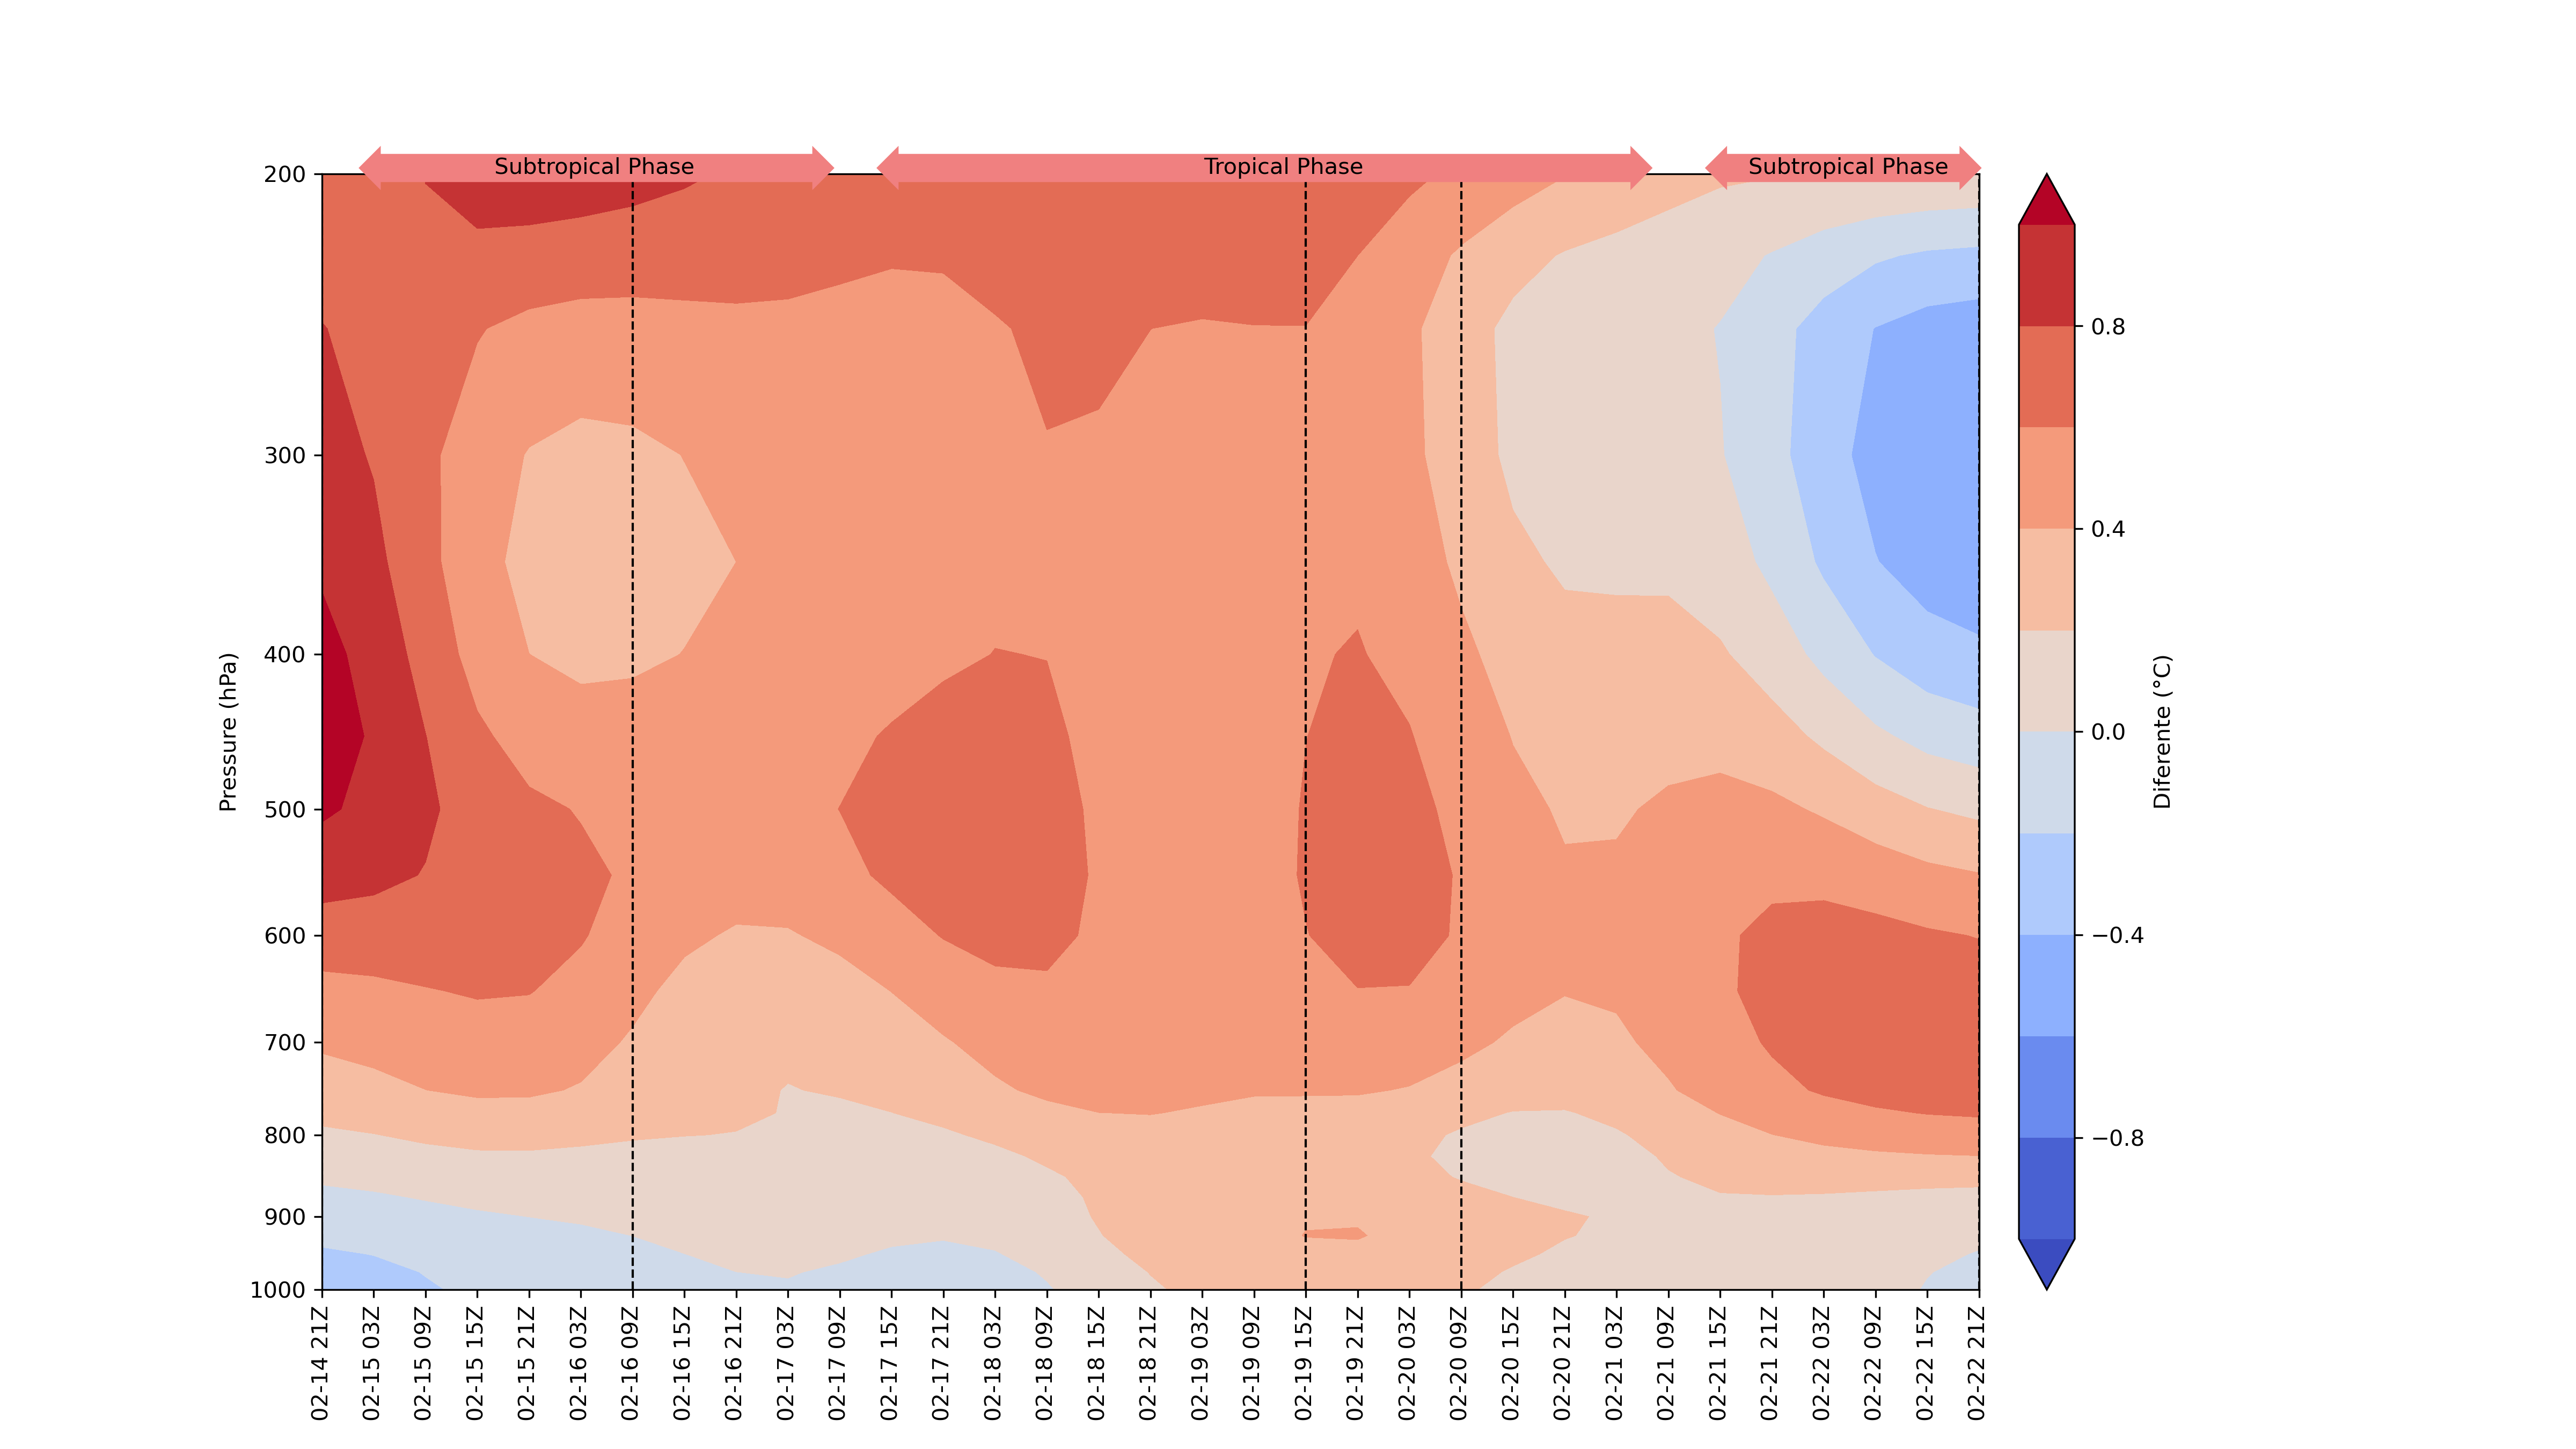 Subtropical Phase
Tropical Phase
Subtropical Phase
200
300
400
500
600
700
800
900
1000
Pressure (hPa)
02-14 21Z
02-15 03Z
02-15 09Z
02-15 15Z
02-15 21Z
02-16 03Z
02-16 09Z
02-16 15Z
02-16 21Z
02-17 03Z
02-17 09Z
02-17 15Z
02-17 21Z
02-18 03Z
02-18 09Z
02-18 15Z
02-18 21Z
02-19 03Z
02-19 09Z
02-19 15Z
02-19 21Z
02-20 03Z
02-20 09Z
02-20 15Z
02-20 21Z
02-21 03Z
02-21 09Z
02-21 15Z
02-21 21Z
02-22 03Z
02-22 09Z
02-22 15Z
02-22 21Z
0.8
0.4
0.0
−0.4
−0.8
Diferente (°C)